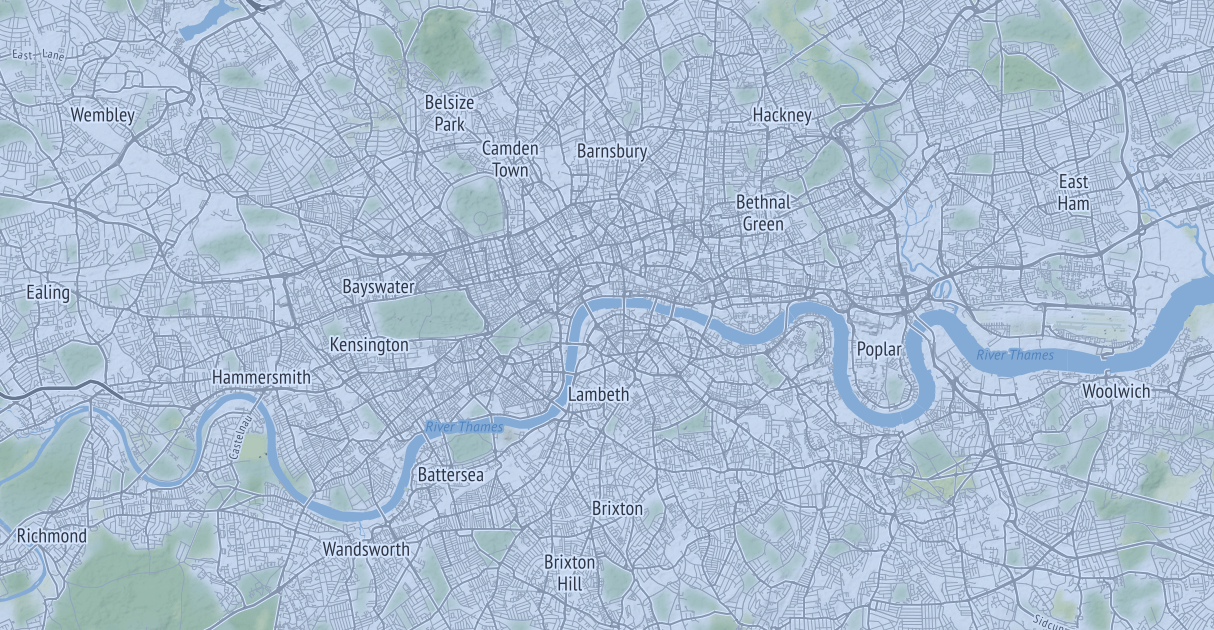 East Lane
Wembley
Belsize
Park
Camden
Town
Barnsbury
Hackney
Bethnal
Green
East
Ham
Ealing
Bayswater
Kensington
Hammersmith
Poplar
River Thames
Woolwich
Lambeth
Castelnau
River Thames
Battersea
Brixton
Richmond
Wandsworth
Brixton
Hill